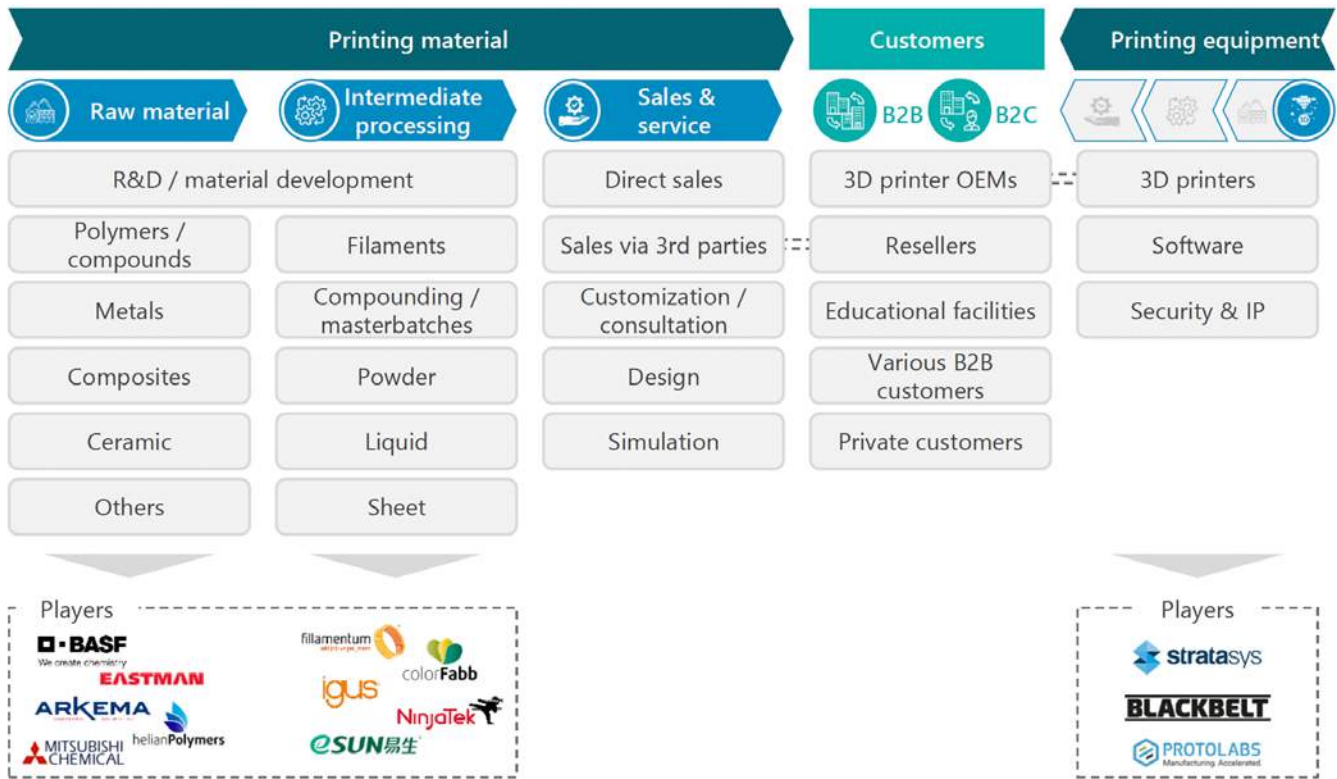 Printing material
Customers
Printing equipment
Raw material
Intermediate
processing
Sales &
service
B2B
B2C
R&D / material development
Direct sales
3D printer OEMs
3D printers
Polymers /
compounds
Filaments
Sales via 3rd parties
Resellers
Software
Metals
Compounding /
masterbatches
Customization /
consultation
Educational facilities
Security & IP
Composites
Powder
Design
Various B2B
customers
Ceramic
Liquid
Simulation
Private customers
Others
Sheet
Players
BASF
We create chemistry
EASTMAN
ARKEMA
helianPolymers
MITSUBISHI
CHEMICAL
fillamentum
colorFabb
igus
NinjaTek
eSUN易生
Players
stratasys
BLACKBELT
PROTOLABS
Manufacturing. Accelerated.